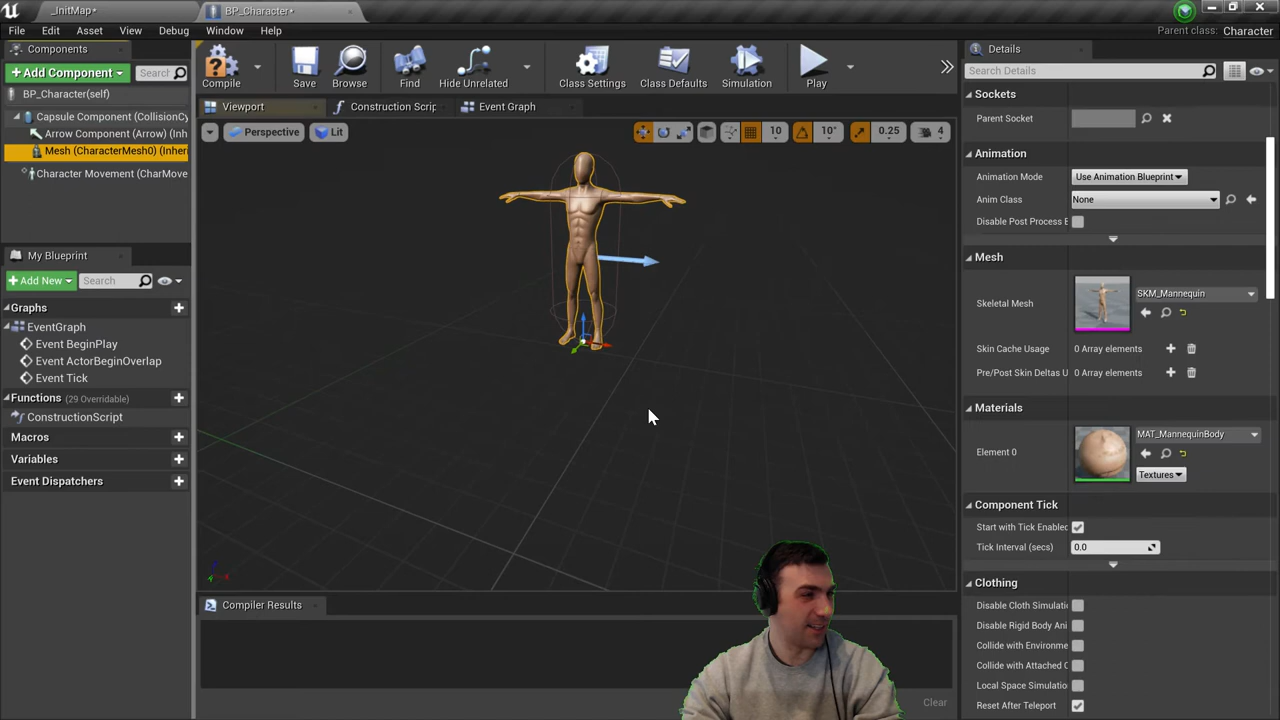 _InitMap*
BP_Character*
File Edit Asset View Debug Window Help
Parent class: Character
Components
Add Component
Search
BP_Character(self)
Capsule Component (CollisionCy
Arrow Component (Arrow) (Inh
Mesh (CharacterMesh0) (Inheri
Character Movement (CharMove
My Blueprint
Add New
Search
Graphs
EventGraph
Event BeginPlay
Event ActorBeginOverlap
Event Tick
Functions (29 Overridable)
ConstructionScript
Macros
Variables
Event Dispatchers
Compile
Save
Browse
Find
Hide Unrelated
Class Settings
Class Defaults
Simulation
Play
Viewport
Construction Scrip
Event Graph
Perspective
Lit
10
10°
0.25
4
Compiler Results
Clear
Details
Search Details
Sockets
Parent Socket
Animation
Animation Mode
Use Animation Blueprint
Anim Class
None
Disable Post Process B
Mesh
Skeletal Mesh
SKM_Mannequin
Skin Cache Usage
0 Array elements
Pre/Post Skin Deltas U
0 Array elements
Materials
Element 0
MAT_MannequinBody
Textures
Component Tick
Start with Tick Enabled
Tick Interval (secs)
0.0
Clothing
Disable Cloth Simulatio
Disable Rigid Body Ani
Collide with Environme
Collide with Attached C
Local Space Simulatio
Reset After Teleport